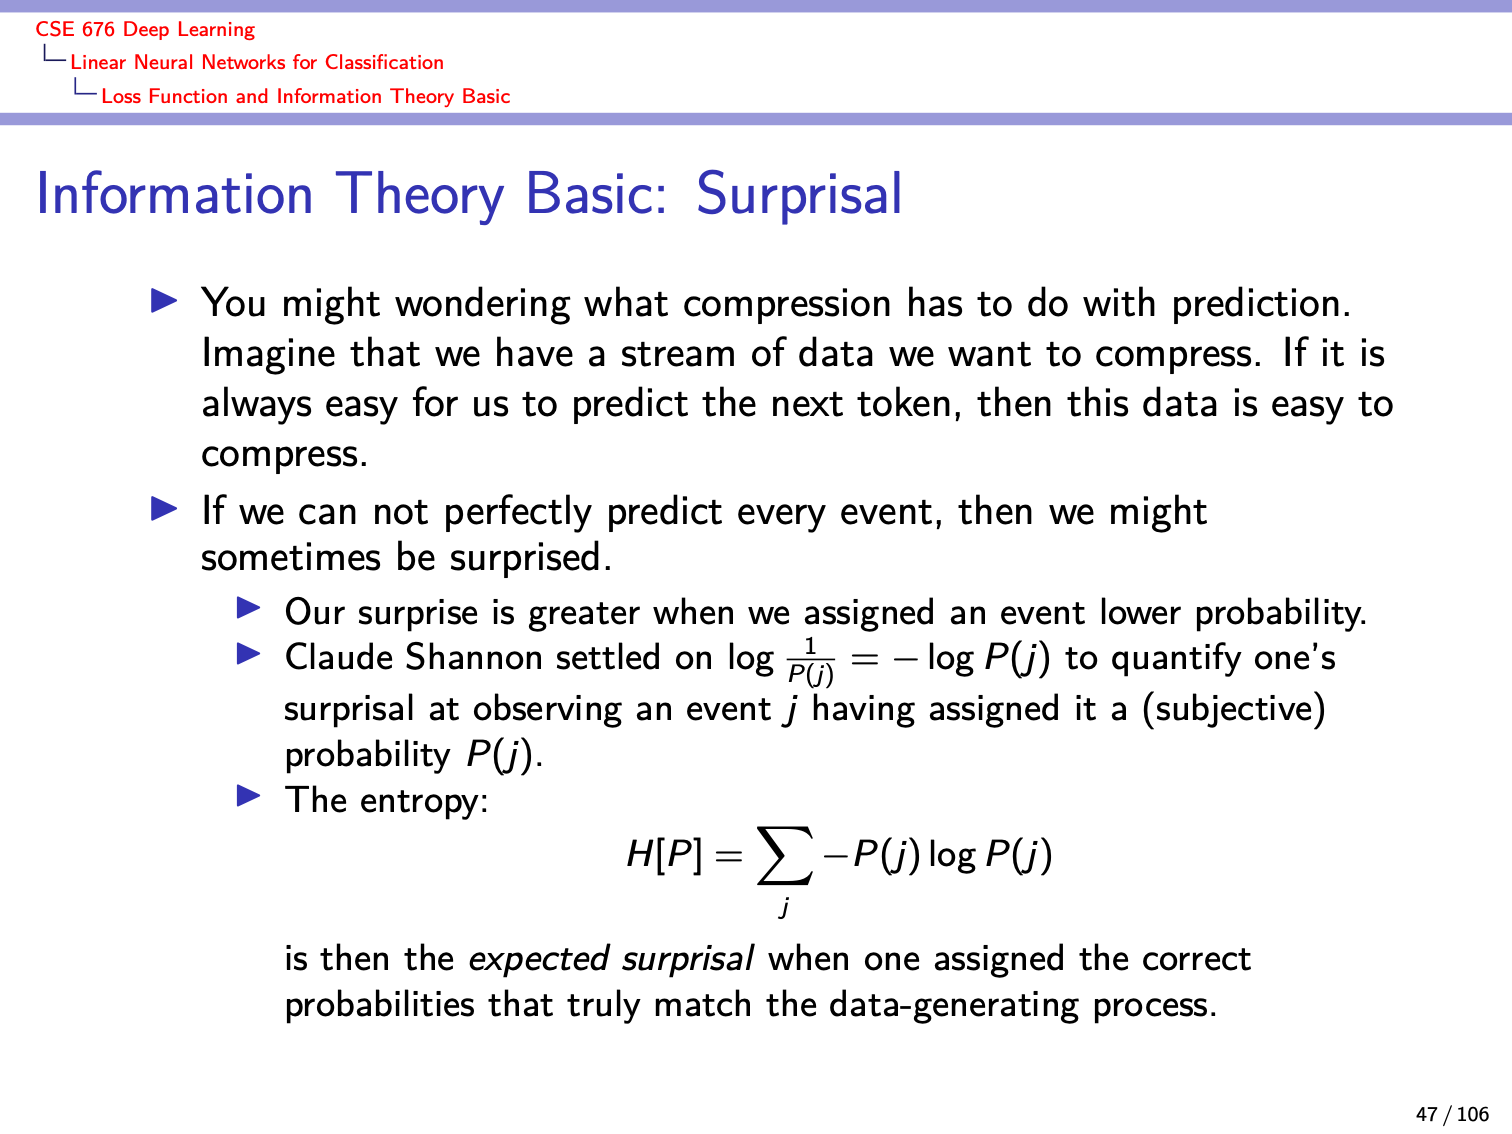 CSE 676 Deep Learning
Linear Neural Networks for Classification
Loss Function and Information Theory Basic
Information Theory Basic: Surprisal
You might wondering what compression has to do with prediction.
Imagine that we have a stream of data we want to compress. If it is
always easy for us to predict the next token, then this data is easy to
compress.
If we can not perfectly predict every event, then we might
sometimes be surprised.
Our surprise is greater when we assigned an event lower probability.
Claude Shannon settled on log 1/P(j) = − log P(j) to quantify one's
surprisal at observing an event j having assigned it a (subjective)
probability P(j).
The entropy:
H[P] = ∑_j −P(j) log P(j)
is then the expected surprisal when one assigned the correct
probabilities that truly match the data-generating process.
47 / 106